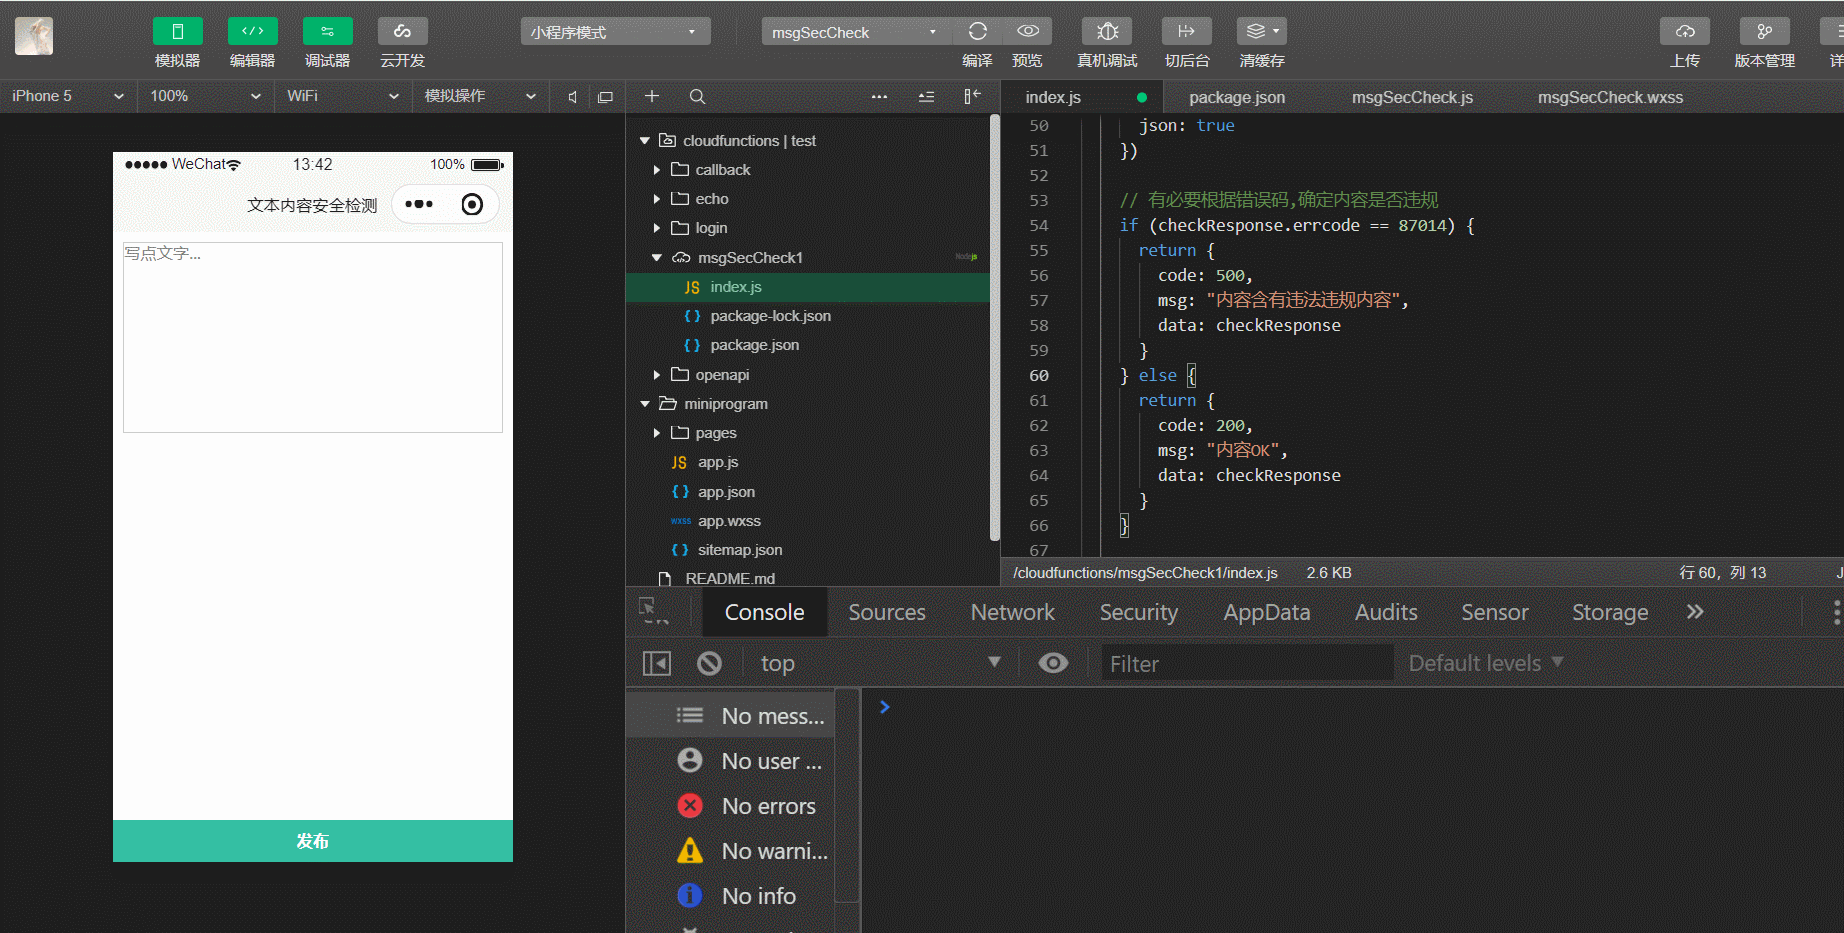 小程序模式
msgSecCheck
模拟器
编辑器
调试器
云开发
编译
预览
真机调试
切后台
清缓存
上传
版本管理
iPhone 5
100%
WiFi
模拟操作
WeChat
13:42
100%
文本内容安全检测
写点文字...
发布
cloudfunctions | test
callback
echo
login
msgSecCheck1
Nodejs
JS index.js
{ } package-lock.json
{ } package.json
openapi
miniprogram
pages
JS app.js
{ } app.json
wxss app.wxss
{ } sitemap.json
README.md
index.js
package.json
msgSecCheck.js
msgSecCheck.wxss
50 json: true
51 })
52
53 // 有必要根据错误码,确定内容是否违规
54 if (checkResponse.errcode == 87014) {
55 return {
56 code: 500,
57 msg: "内容含有违法违规内容",
58 data: checkResponse
59 }
60 } else {
61 return {
62 code: 200,
63 msg: "内容OK",
64 data: checkResponse
65 }
66 }
67
/cloudfunctions/msgSecCheck1/index.js 2.6 KB 行 60，列 13
Console Sources Network Security AppData Audits Sensor Storage »
top
Filter
Default levels
No mess...
No user ...
No errors
No warni...
No info